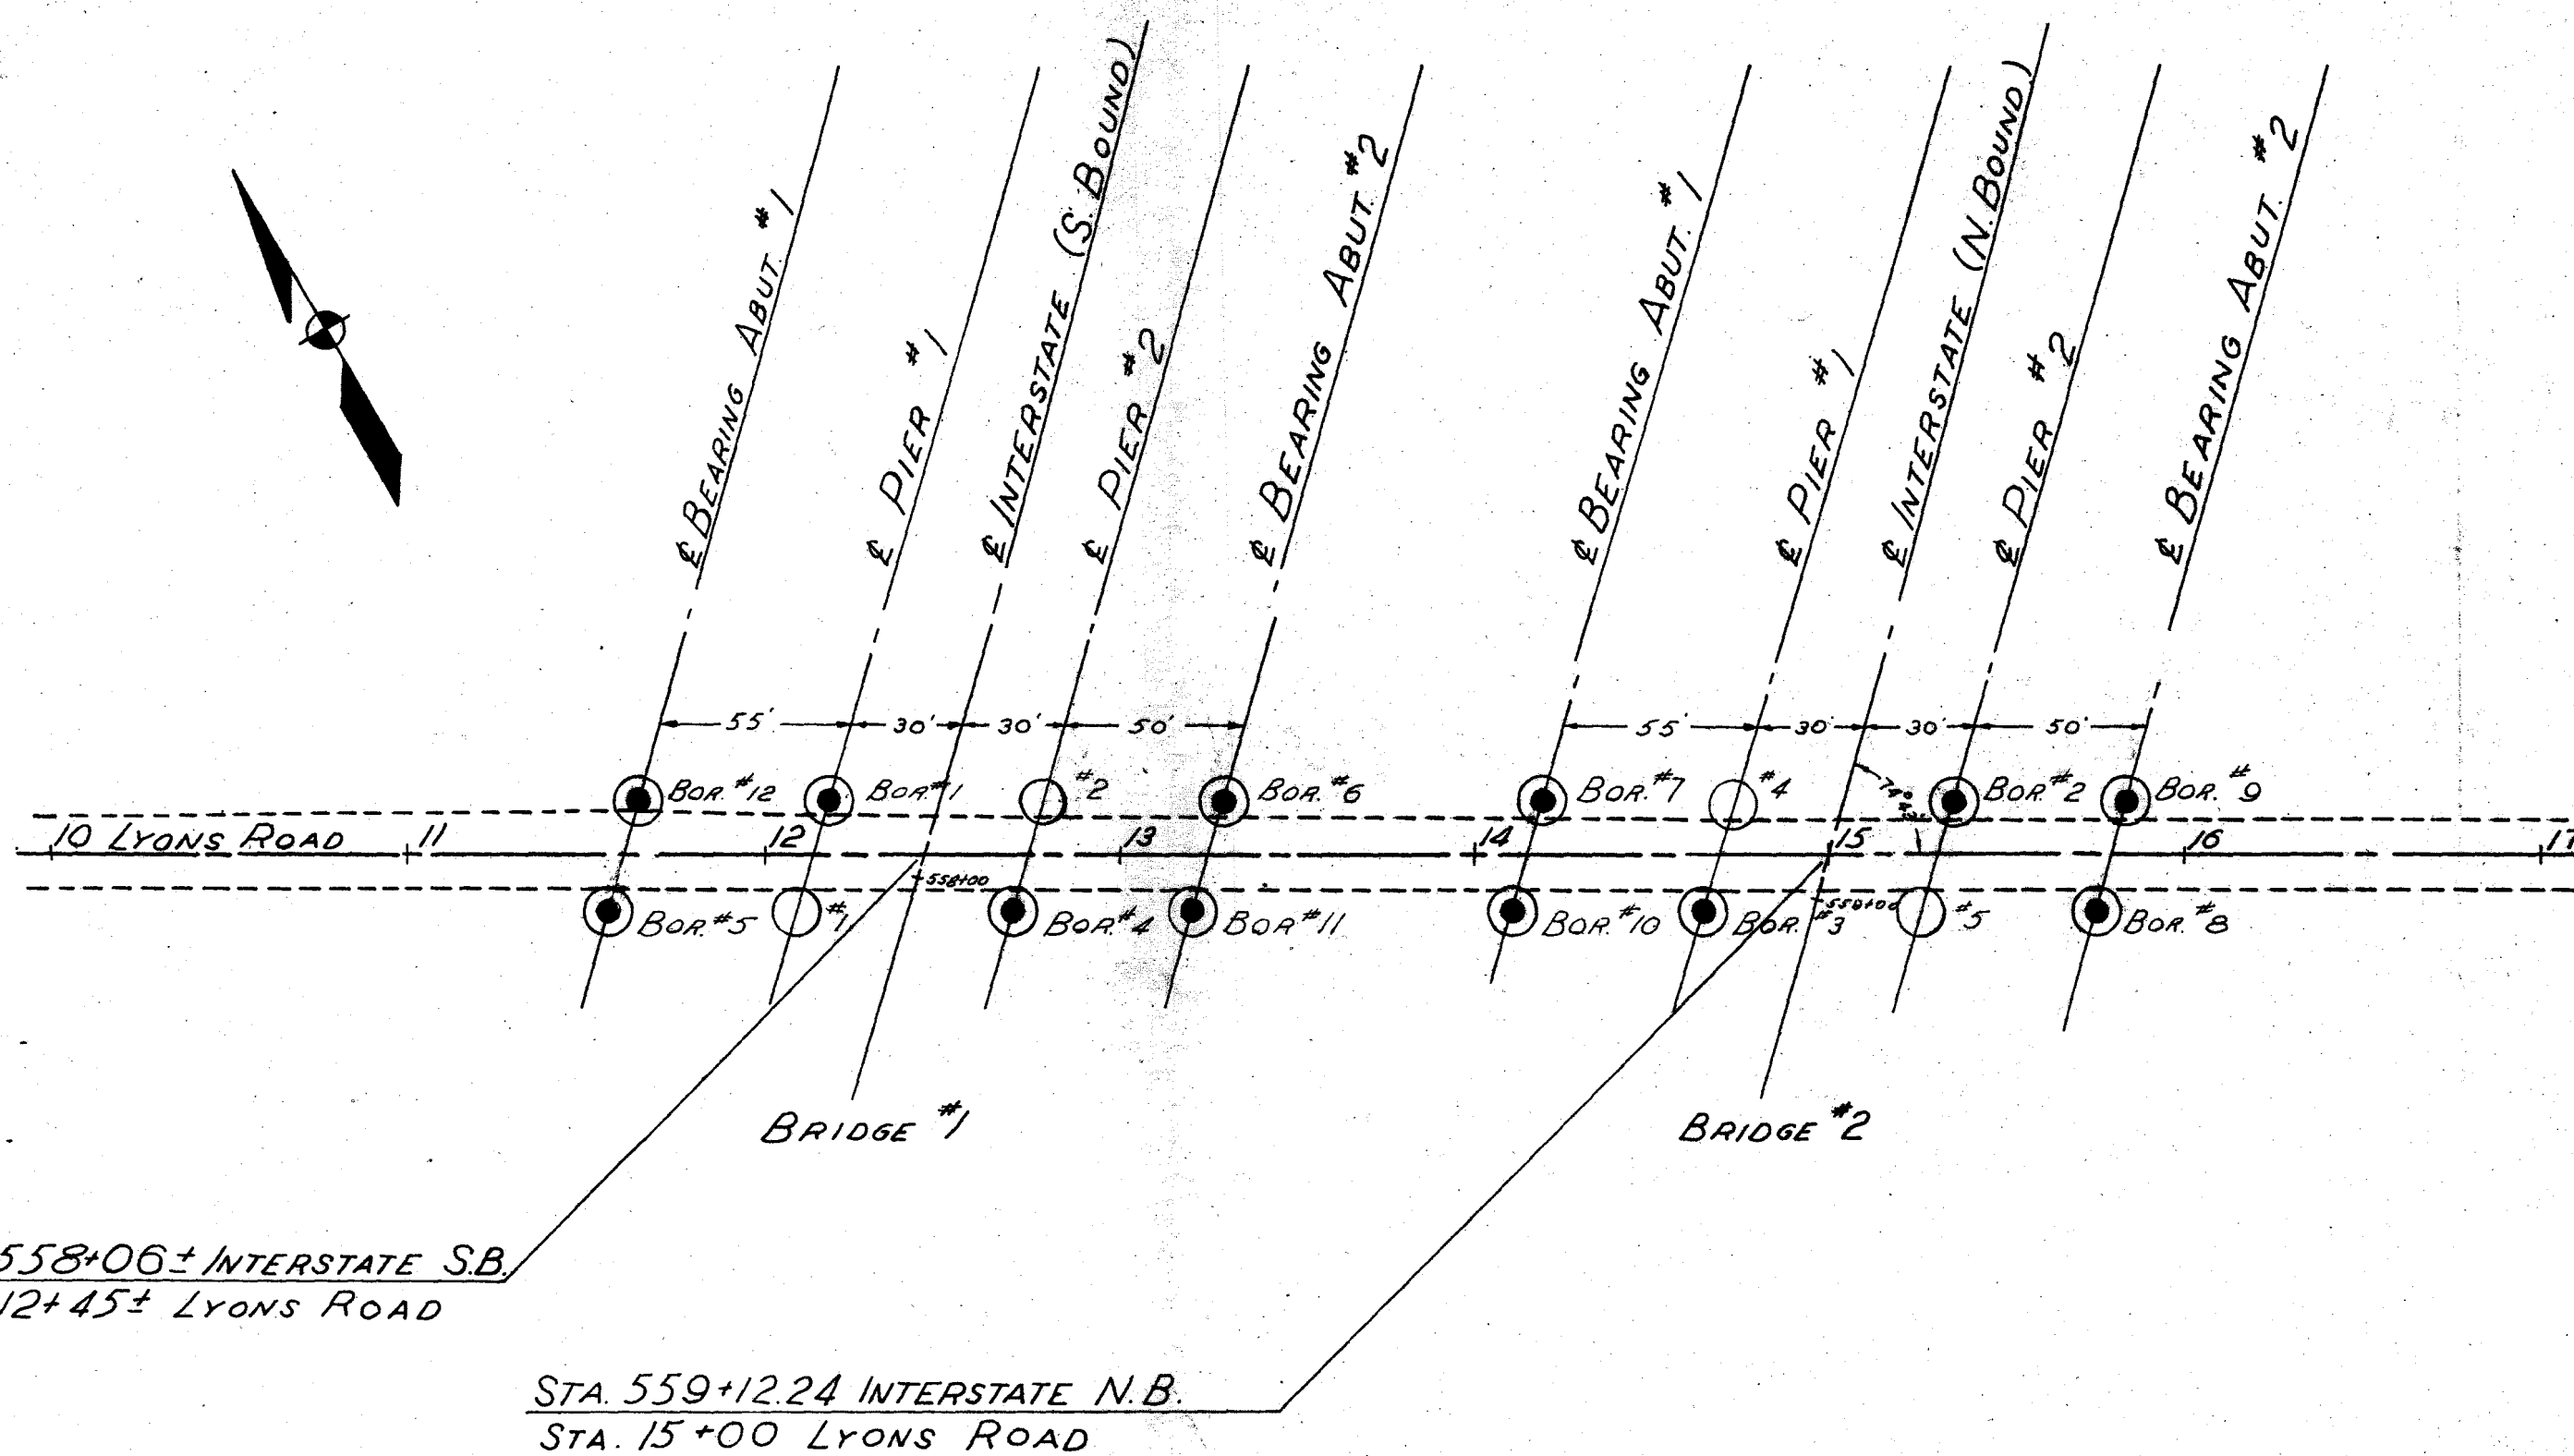 ℄ BEARING ABUT. #1
℄ PIER #1
℄ INTERSTATE (S. BOUND)
℄ PIER #2
℄ BEARING ABUT. #2
℄ BEARING ABUT. #1
℄ PIER #1
℄ INTERSTATE (N. BOUND)
℄ PIER #2
℄ BEARING ABUT. #2
55' 30' 30' 50' 55' 30' 30' 50'
BOR. #12 BOR. #1 #2 BOR. #6 BOR. #7 #4 BOR. #2 BOR. #9
10 LYONS ROAD 11 12 13 14 15 16 17
558+00
BOR. #5 #1 BOR. #4 BOR #11 BOR. #10 BOR. #3 #5 BOR. #8
BRIDGE #1 BRIDGE #2
558+06± INTERSTATE S.B.
12+45± LYONS ROAD
STA. 559+12.24 INTERSTATE N.B.
STA. 15+00 LYONS ROAD